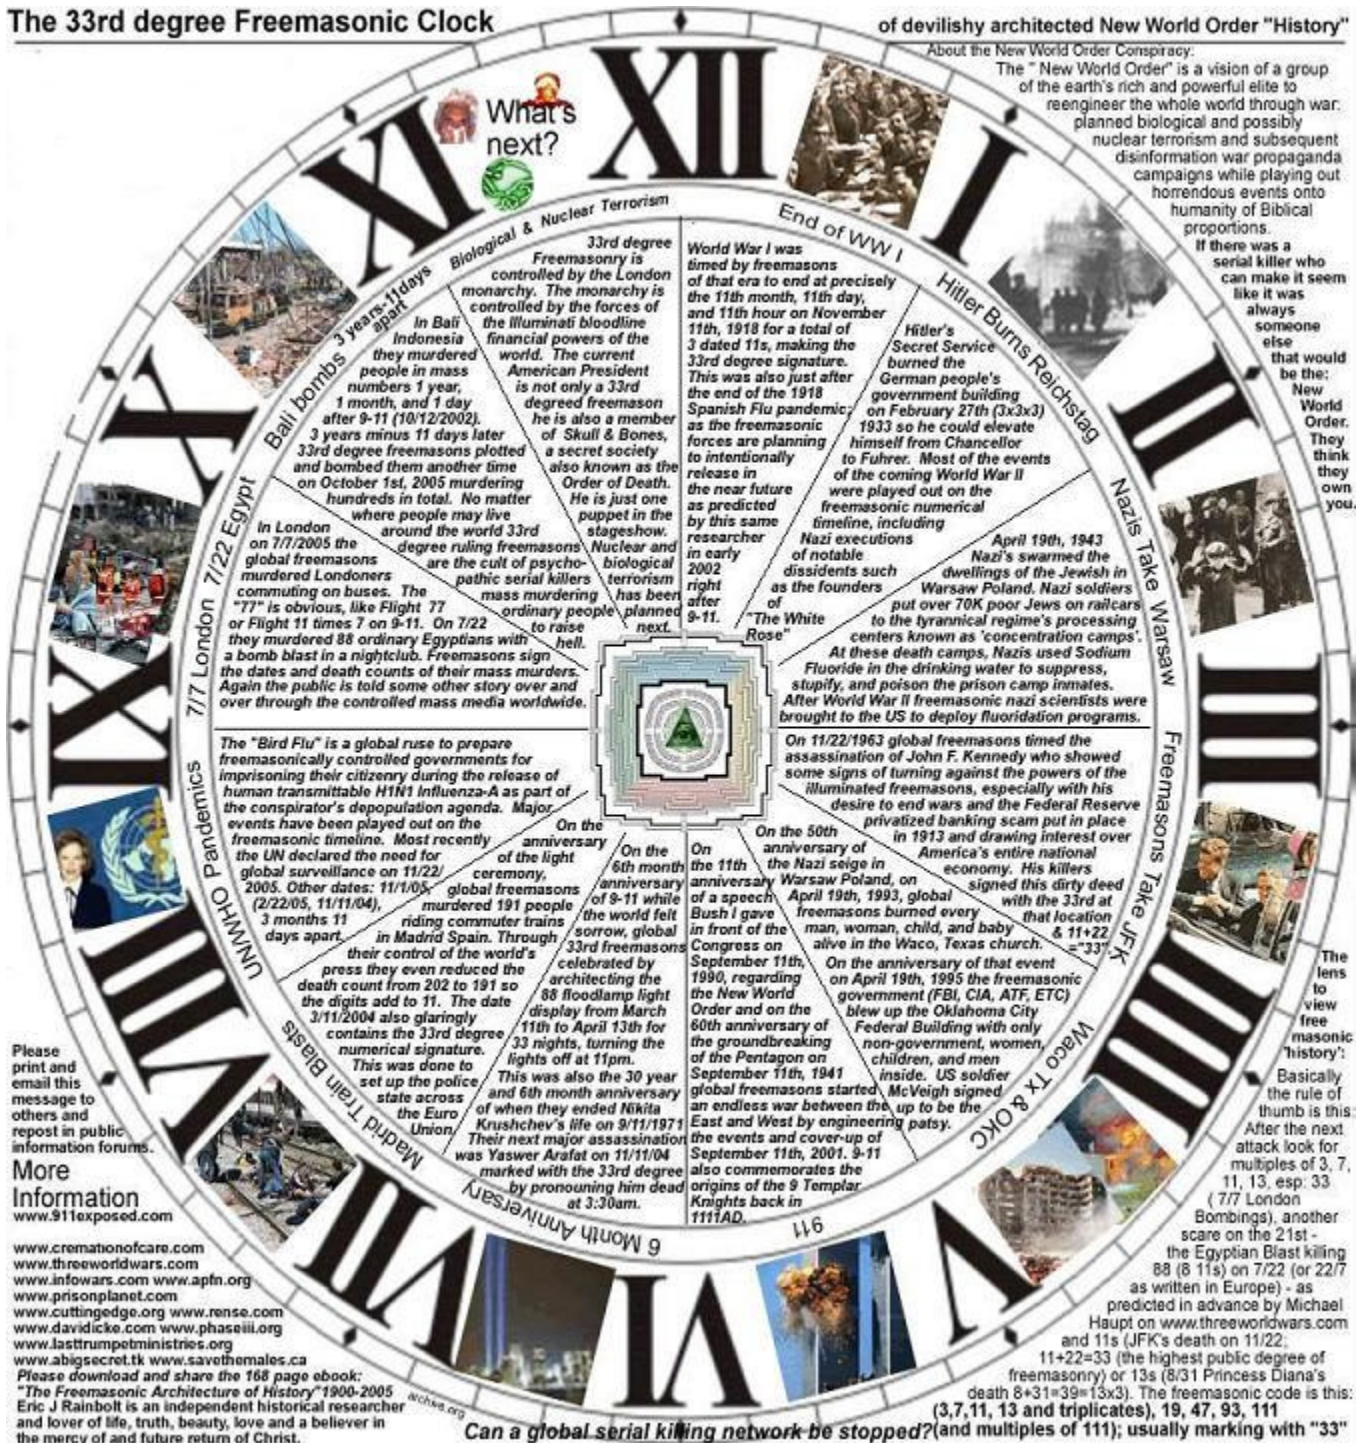 The 33rd degree Freemasonic Clock
of devilishy architected New World Order "History"
About the New World Order Conspiracy:
The " New World Order" is a vision of a group
of the earth's rich and powerful elite to
reengineer the whole world through war:
planned biological and possibly
nuclear terrorism and subsequent
disinformation war propaganda
campaigns while playing out
horrendous events onto
humanity of Biblical
proportions.
If there was a
serial killer who
can make it seem
like it was
always
someone
else
that would
be the:
New
World
Order.
They
think
they
own
you.
XII
I
II
III
IIII
V
VI
VII
VIII
IX
X
XI
What's
next?
End of WW I
World War I was
timed by freemasons
of that era to end at precisely
the 11th month, 11th day,
and 11th hour on November
11th, 1918 for a total of
3 dated 11s, making the
33rd degree signature.
This was also just after
the end of the 1918
Spanish Flu pandemic;
as the freemasonic
forces are planning
to intentionally
release in
the near future
as predicted
by this same
researcher
in early
2002
right
after
9-11.
Hitler Burns Reichstag
Hitler's
Secret Service
burned the
German people's
government building
on February 27th (3x3x3)
1933 so he could elevate
himself from Chancellor
to Fuhrer. Most of the events
of the coming World War II
were played out on the
freemasonic numerical
timeline, including
Nazi executions
of notable
dissidents such
as the founders
of
"The White
Rose"
Nazis Take Warsaw
April 19th, 1943
Nazi's swarmed the
dwellings of the Jewish in
Warsaw Poland. Nazi soldiers
put over 70K poor Jews on railcars
to the tyrannical regime's processing
centers known as 'concentration camps'.
At these death camps, Nazis used Sodium
Fluoride in the drinking water to suppress,
stupify, and poison the prison camp inmates.
After World War II freemasonic nazi scientists were
brought to the US to deploy fluoridation programs.
Freemasons Take JFK
On 11/22/1963 global freemasons timed the
assassination of John F. Kennedy who showed
some signs of turning against the powers of the
illuminated freemasons, especially with his
desire to end wars and the Federal Reserve
privatized banking scam put in place
in 1913 and drawing interest over
America's entire national
economy. His killers
signed this dirty deed
with the 33rd at
that location
& 11+22
="33"
Waco Tx & OKC
On the 50th
anniversary of
the Nazi seige in
Warsaw Poland, on
April 19th, 1993, global
freemasons burned every
man, woman, child, and baby
alive in the Waco, Texas church.
On the anniversary of that event
on April 19th, 1995 the freemasonic
government (FBI, CIA, ATF, ETC)
blew up the Oklahoma City
Federal Building with only
non-government, women,
children, and men
inside. US soldier
McVeigh signed
up to be the
patsy.
911
On
the 11th
anniversary
of a speech
Bush I gave
in front of the
Congress on
September 11th,
1990, regarding
the New World
Order and on the
60th anniversary of
the groundbreaking
of the Pentagon on
September 11th, 1941
global freemasons started
an endless war between the
East and West by engineering
the events and cover-up of
September 11th, 2001. 9-11
also commemorates the
origins of the 9 Templar
Knights back in
1111AD.
6 Month Anniversary
On the
6th month
anniversary
of 9-11 while
the world felt
sorrow, global
33rd freemasons
celebrated by
architecting the
88 floodlamp light
display from March
11th to April 13th for
33 nights, turning the
lights off at 11pm.
This was also the 30 year
and 6th month anniversary
of when they ended Nikita
Krushchev's life on 9/11/1971
Their next major assassination
was Yaswer Arafat on 11/11/04
marked with the 33rd degree
by pronouning him dead
at 3:30am.
Madrid Train Blasts
On the
anniversary
of the light
ceremony,
global freemasons
murdered 191 people
riding commuter trains
in Madrid Spain. Through
their control of the world's
press they even reduced the
death count from 202 to 191 so
the digits add to 11. The date
3/11/2004 also glaringly
contains the 33rd degree
numerical signature.
This was done to
set up the police
state across
the Euro
Union.
UN/WHO Pandemics
The "Bird Flu" is a global ruse to prepare
freemasonically controlled governments for
imprisoning their citizenry during the release of
human transmittable H1N1 Influenza-A as part of
the conspirator's depopulation agenda. Major
events have been played out on the
freemasonic timeline. Most recently
the UN declared the need for
global surveillance on 11/22/
2005. Other dates: 11/1/05,
(2/22/05, 11/11/04),
3 months 11
days apart.
7/7 London 7/22 Egypt
In London
on 7/7/2005 the
global freemasons
murdered Londoners
commuting on buses. The
"77" is obvious, like Flight 77
or Flight 11 times 7 on 9-11. On 7/22
they murdered 88 ordinary Egyptians with
a bomb blast in a nightclub. Freemasons sign
the dates and death counts of their mass murders.
Again the public is told some other story over and
over through the controlled mass media worldwide.
Bali bombs 3 years-11days
apart
In Bali
Indonesia
they murdered
people in mass
numbers 1 year,
1 month, and 1 day
after 9-11 (10/12/2002).
3 years minus 11 days later
33rd degree freemasons plotted
and bombed them another time
on October 1st, 2005 murdering
hundreds in total. No matter
where people may live
around the world 33rd
degree ruling freemasons
are the cult of psycho-
pathic serial killers
mass murdering
ordinary people
to raise
hell.
Biological & Nuclear Terrorism
33rd degree
Freemasonry is
controlled by the London
monarchy. The monarchy is
controlled by the forces of
the Illuminati bloodline
financial powers of the
world. The current
American President
is not only a 33rd
degreed freemason
he is also a member
of Skull & Bones,
a secret society
also known as the
Order of Death.
He is just one
puppet in the
stageshow.
Nuclear and
biological
terrorism
has been
planned
next.
The
lens
to
view
free
masonic
'history':
Basically
the rule of
thumb is this:
After the next
attack look for
multiples of 3, 7,
11, 13, esp: 33
( 7/7 London
Bombings), another
scare on the 21st -
the Egyptian Blast killing
88 (8 11s) on 7/22 (or 22/7
as written in Europe) - as
predicted in advance by Michael
Haupt on www.threeworldwars.com
and 11s (JFK's death on 11/22;
11+22=33 (the highest public degree of
freemasonry) or 13s (8/31 Princess Diana's
death 8+31=39=13x3). The freemasonic code is this:
(3,7,11, 13 and triplicates), 19, 47, 93, 111
(and multiples of 111); usually marking with "33"
Please
print and
email this
message to
others and
repost in public
information forums.
More
Information
www.911exposed.com
www.cremationofcare.com
www.threeworldwars.com
www.infowars.com www.apfn.org
www.prisonplanet.com
www.cuttingedge.org www.rense.com
www.davidicke.com www.phaseiii.org
www.lasttrumpetministries.org
www.abigsecret.tk www.savethemales.ca
Please download and share the 168 page ebook:
"The Freemasonic Architecture of History"1900-2005
Eric J Rainbolt is an independent historical researcher
and lover of life, truth, beauty, love and a believer in
the mercy of and future return of Christ.
archive.org
Can a global serial killing network be stopped?